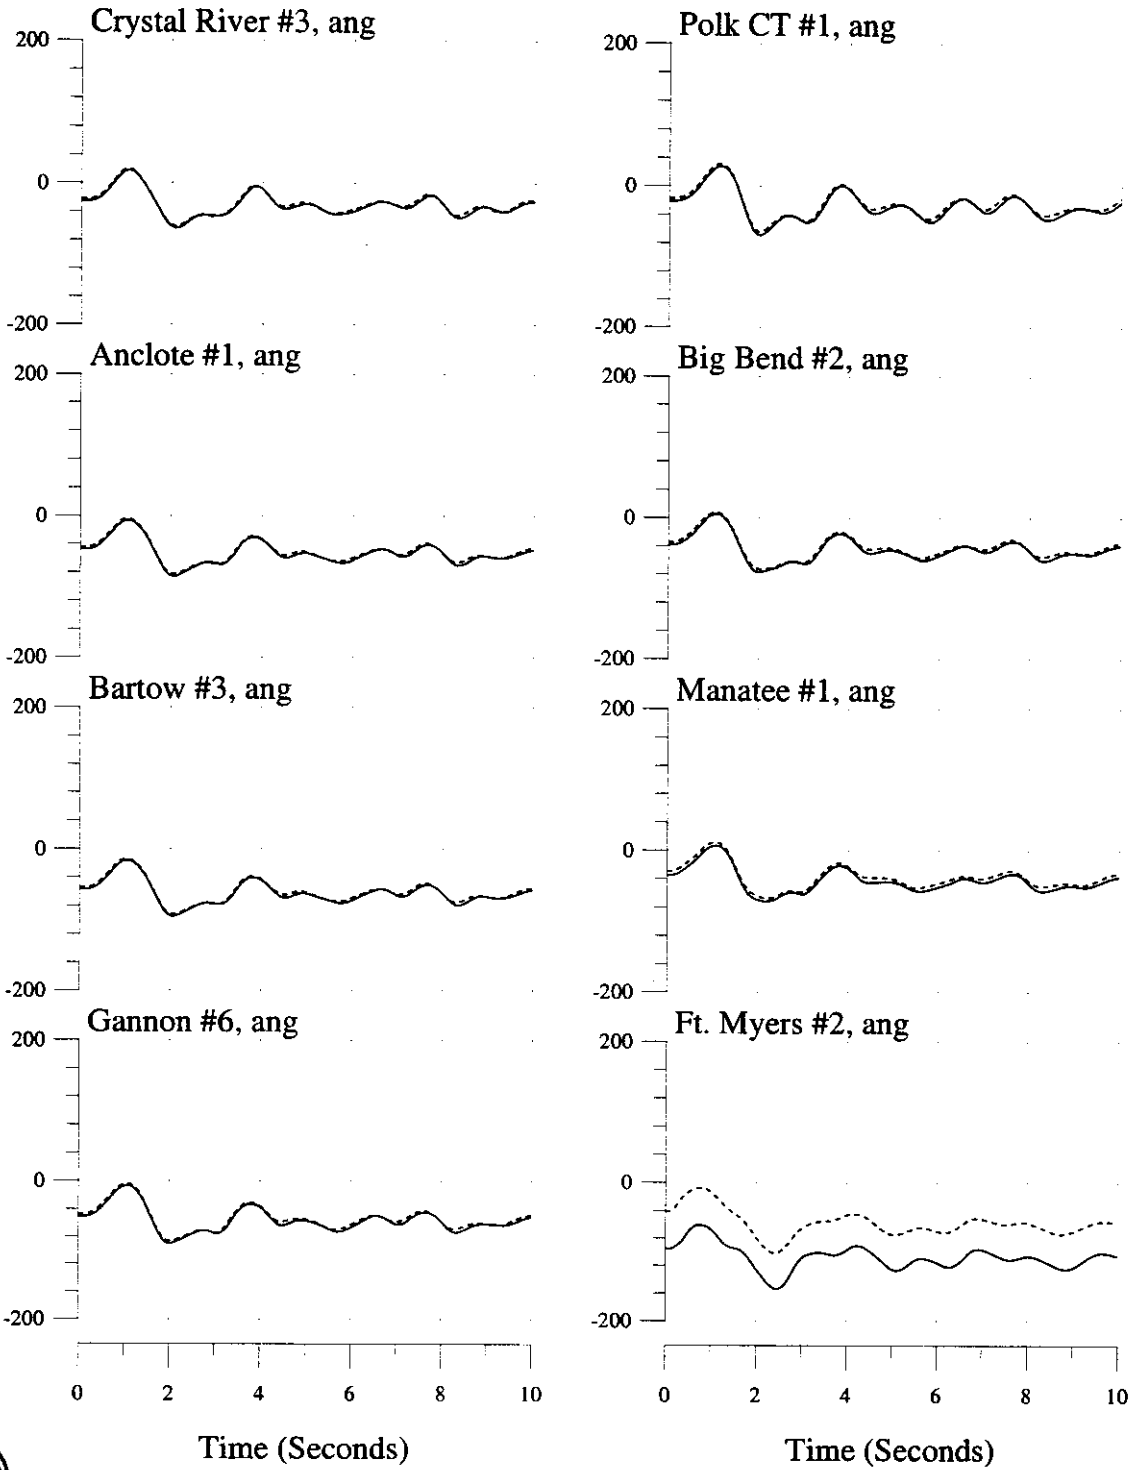 Crystal River #3, ang
200
0
-200
Anclote #1, ang
200
0
-200
Bartow #3, ang
200
0
-200
Gannon #6, ang
200
0
-200
0 2 4 6 8 10
Time (Seconds)
Polk CT #1, ang
200
0
-200
Big Bend #2, ang
200
0
-200
Manatee #1, ang
200
0
-200
Ft. Myers #2, ang
200
0
-200
0 2 4 6 8 10
Time (Seconds)